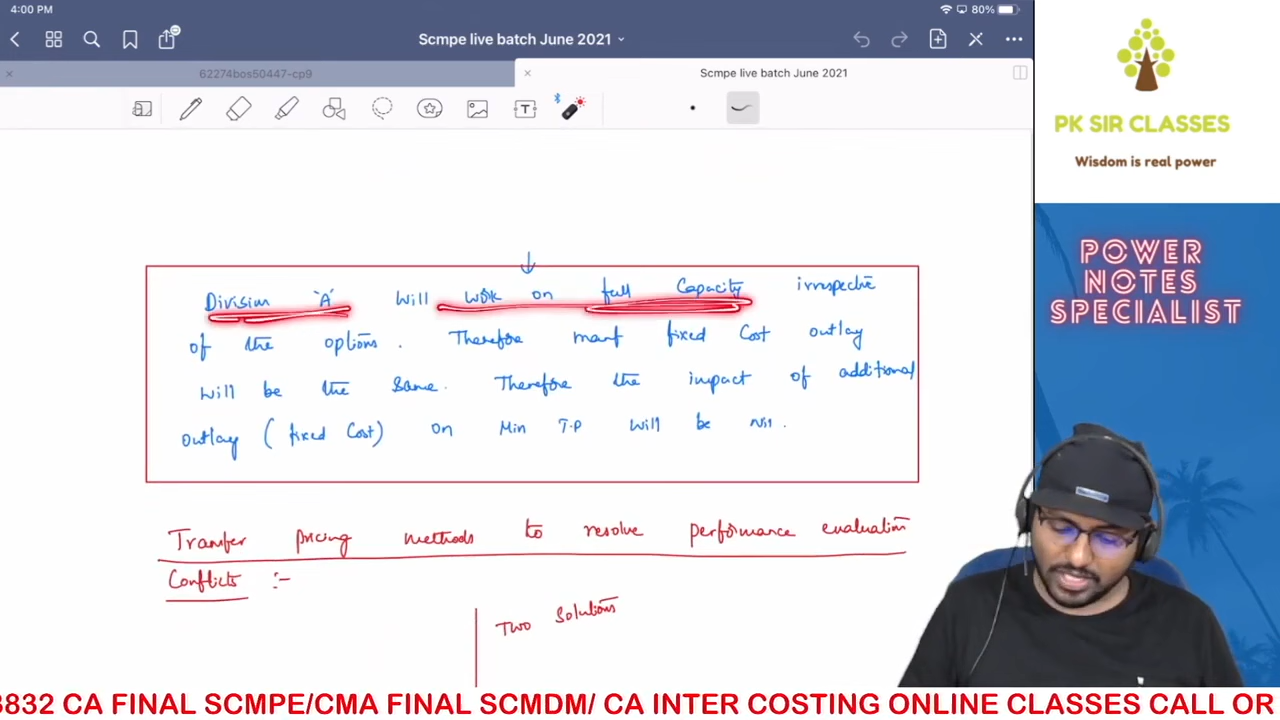 4:00 PM
80%
Scmpe live batch June 2021
62274bos50447-cp9
Scmpe live batch June 2021
PK SIR CLASSES
Wisdom is real power
POWER
NOTES
SPECIALIST
Division 'A' will work on full Capacity irrespective
of the options. Therefore manf fixed Cost outlay
will be the same. Therefore the impact of additional
outlay (fixed Cost) on Min T.P will be Nil.
Transfer pricing methods to resolve performance evaluation
Conflicts :-
Two Solutions
3832 CA FINAL SCMPE/CMA FINAL SCMDM/ CA INTER COSTING ONLINE CLASSES CALL OR